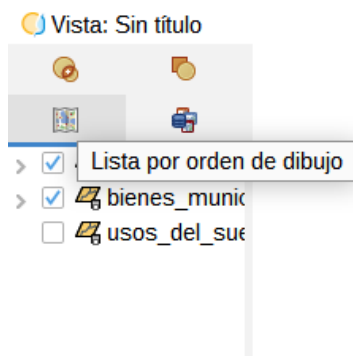 Vista: Sin título
Lista por orden de dibujo
bienes_munic
usos_del_sue